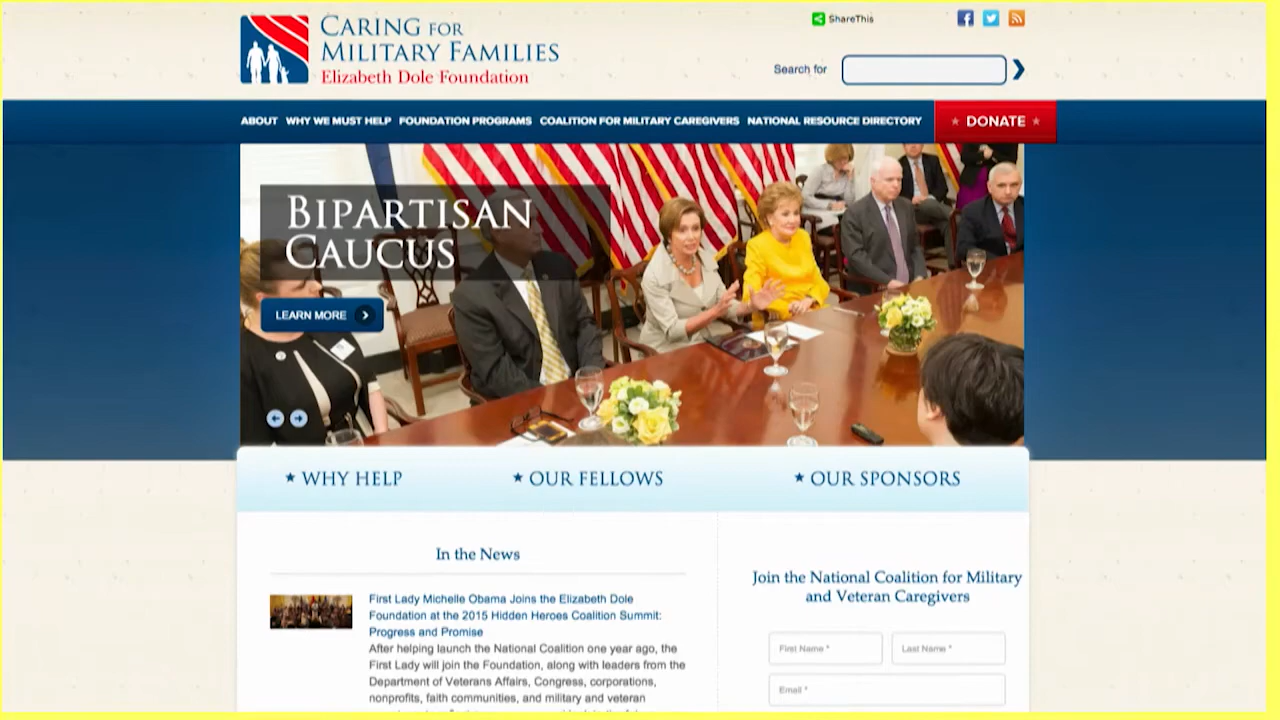 CARING FOR
MILITARY FAMILIES
Elizabeth Dole Foundation
ShareThis
Search for
ABOUT WHY WE MUST HELP FOUNDATION PROGRAMS COALITION FOR MILITARY CAREGIVERS NATIONAL RESOURCE DIRECTORY DONATE
BIPARTISAN
CAUCUS
LEARN MORE
WHY HELP
OUR FELLOWS
OUR SPONSORS
In the News
First Lady Michelle Obama Joins the Elizabeth Dole
Foundation at the 2015 Hidden Heroes Coalition Summit:
Progress and Promise
After helping launch the National Coalition one year ago, the
First Lady will join the Foundation, along with leaders from the
Department of Veterans Affairs, Congress, corporations,
nonprofits, faith communities, and military and veteran
Join the National Coalition for Military
and Veteran Caregivers
First Name *
Last Name *
Email *